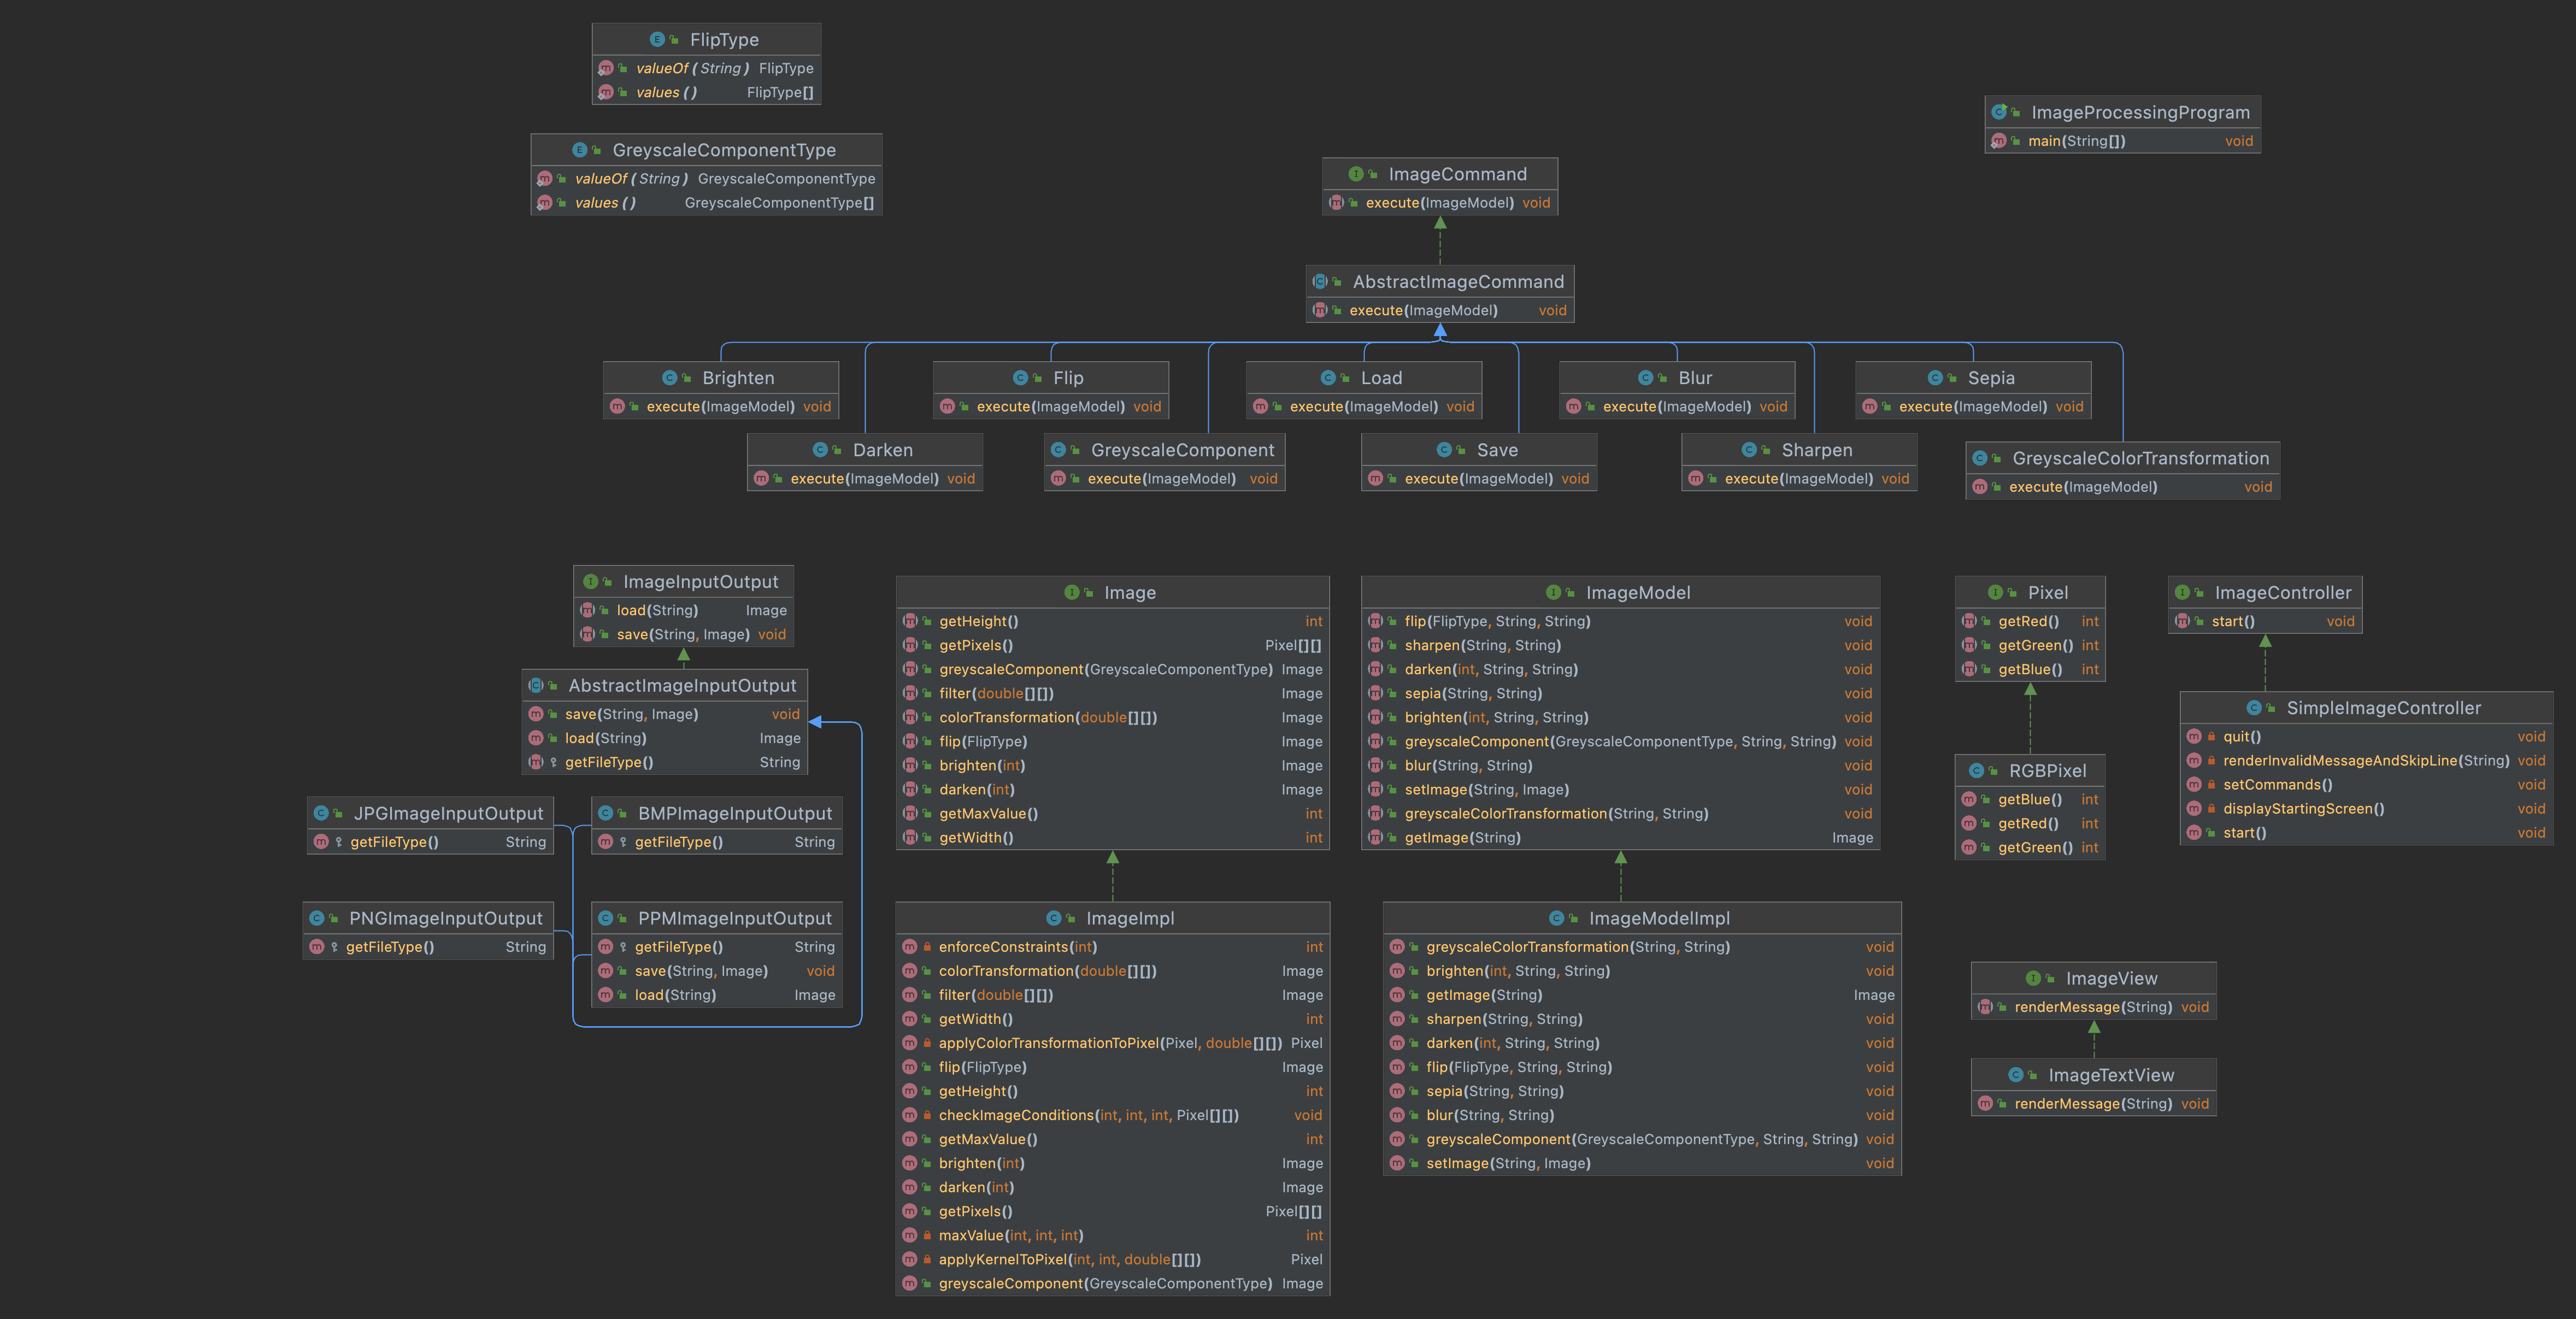 FlipType
valueOf(String) FlipType
values() FlipType[]
GreyscaleComponentType
valueOf(String) GreyscaleComponentType
values() GreyscaleComponentType[]
ImageProcessingProgram
main(String[]) void
ImageCommand
execute(ImageModel) void
AbstractImageCommand
execute(ImageModel) void
Brighten
execute(ImageModel) void
Flip
execute(ImageModel) void
Load
execute(ImageModel) void
Blur
execute(ImageModel) void
Sepia
execute(ImageModel) void
Darken
execute(ImageModel) void
GreyscaleComponent
execute(ImageModel) void
Save
execute(ImageModel) void
Sharpen
execute(ImageModel) void
GreyscaleColorTransformation
execute(ImageModel) void
ImageInputOutput
load(String) Image
save(String, Image) void
AbstractImageInputOutput
save(String, Image) void
load(String) Image
getFileType() String
JPGImageInputOutput
getFileType() String
BMPImageInputOutput
getFileType() String
PNGImageInputOutput
getFileType() String
PPMImageInputOutput
getFileType() String
save(String, Image) void
load(String) Image
Image
getHeight() int
getPixels() Pixel[][]
greyscaleComponent(GreyscaleComponentType) Image
filter(double[][]) Image
colorTransformation(double[][]) Image
flip(FlipType) Image
brighten(int) Image
darken(int) Image
getMaxValue() int
getWidth() int
ImageImpl
enforceConstraints(int) int
colorTransformation(double[][]) Image
filter(double[][]) Image
getWidth() int
applyColorTransformationToPixel(Pixel, double[][]) Pixel
flip(FlipType) Image
getHeight() int
checkImageConditions(int, int, int, Pixel[][]) void
getMaxValue() int
brighten(int) Image
darken(int) Image
getPixels() Pixel[][]
maxValue(int, int, int) int
applyKernelToPixel(int, int, double[][]) Pixel
greyscaleComponent(GreyscaleComponentType) Image
ImageModel
flip(FlipType, String, String) void
sharpen(String, String) void
darken(int, String, String) void
sepia(String, String) void
brighten(int, String, String) void
greyscaleComponent(GreyscaleComponentType, String, String) void
blur(String, String) void
setImage(String, Image) void
greyscaleColorTransformation(String, String) void
getImage(String) Image
ImageModelImpl
greyscaleColorTransformation(String, String) void
brighten(int, String, String) void
getImage(String) Image
sharpen(String, String) void
darken(int, String, String) void
flip(FlipType, String, String) void
sepia(String, String) void
blur(String, String) void
greyscaleComponent(GreyscaleComponentType, String, String) void
setImage(String, Image) void
Pixel
getRed() int
getGreen() int
getBlue() int
RGBPixel
getBlue() int
getRed() int
getGreen() int
ImageController
start() void
SimpleImageController
quit() void
renderInvalidMessageAndSkipLine(String) void
setCommands() void
displayStartingScreen() void
start() void
ImageView
renderMessage(String) void
ImageTextView
renderMessage(String) void